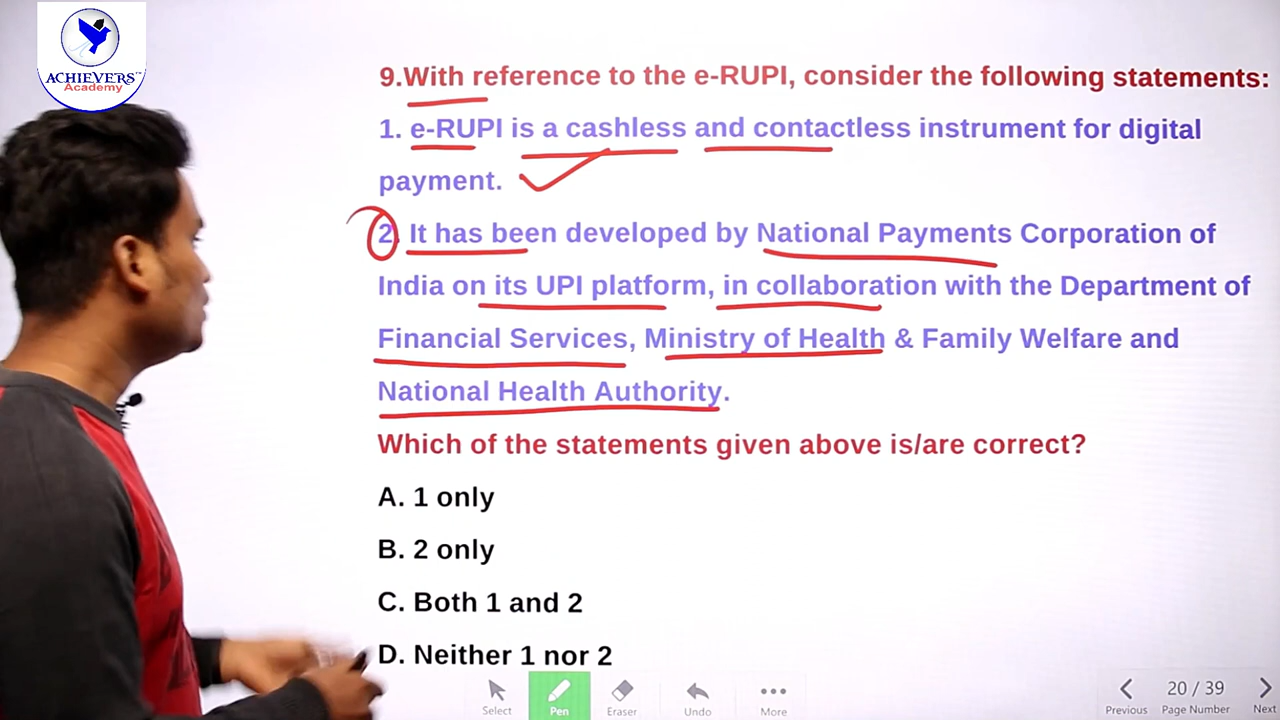 ACHIEVERS
Academy
9.With reference to the e-RUPI, consider the following statements:
1. e-RUPI is a cashless and contactless instrument for digital
payment.
2. It has been developed by National Payments Corporation of
India on its UPI platform, in collaboration with the Department of
Financial Services, Ministry of Health & Family Welfare and
National Health Authority.
Which of the statements given above is/are correct?
A. 1 only
B. 2 only
C. Both 1 and 2
D. Neither 1 nor 2
Select Pen Eraser Undo More
20 / 39
Previous Page Number Next